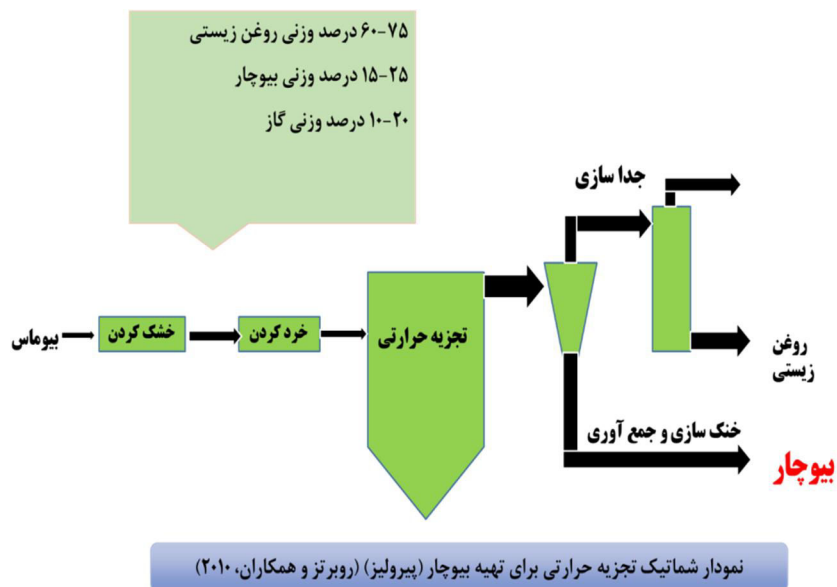 ۶۰-۷۵ درصد وزنی روغن زیستی
۱۵-۲۵ درصد وزنی بیوچار
۱۰-۲۰ درصد وزنی گاز
جدا سازی
بیوماس
خشک کردن
خرد کردن
تجزیه حرارتی
روغن
زیستی
خنک سازی و جمع آوری
بیوچار
نمودار شماتیک تجزیه حرارتی برای تهیه بیوچار (پیرولیز) (روبرتز و همکاران، ۲۰۱۰)